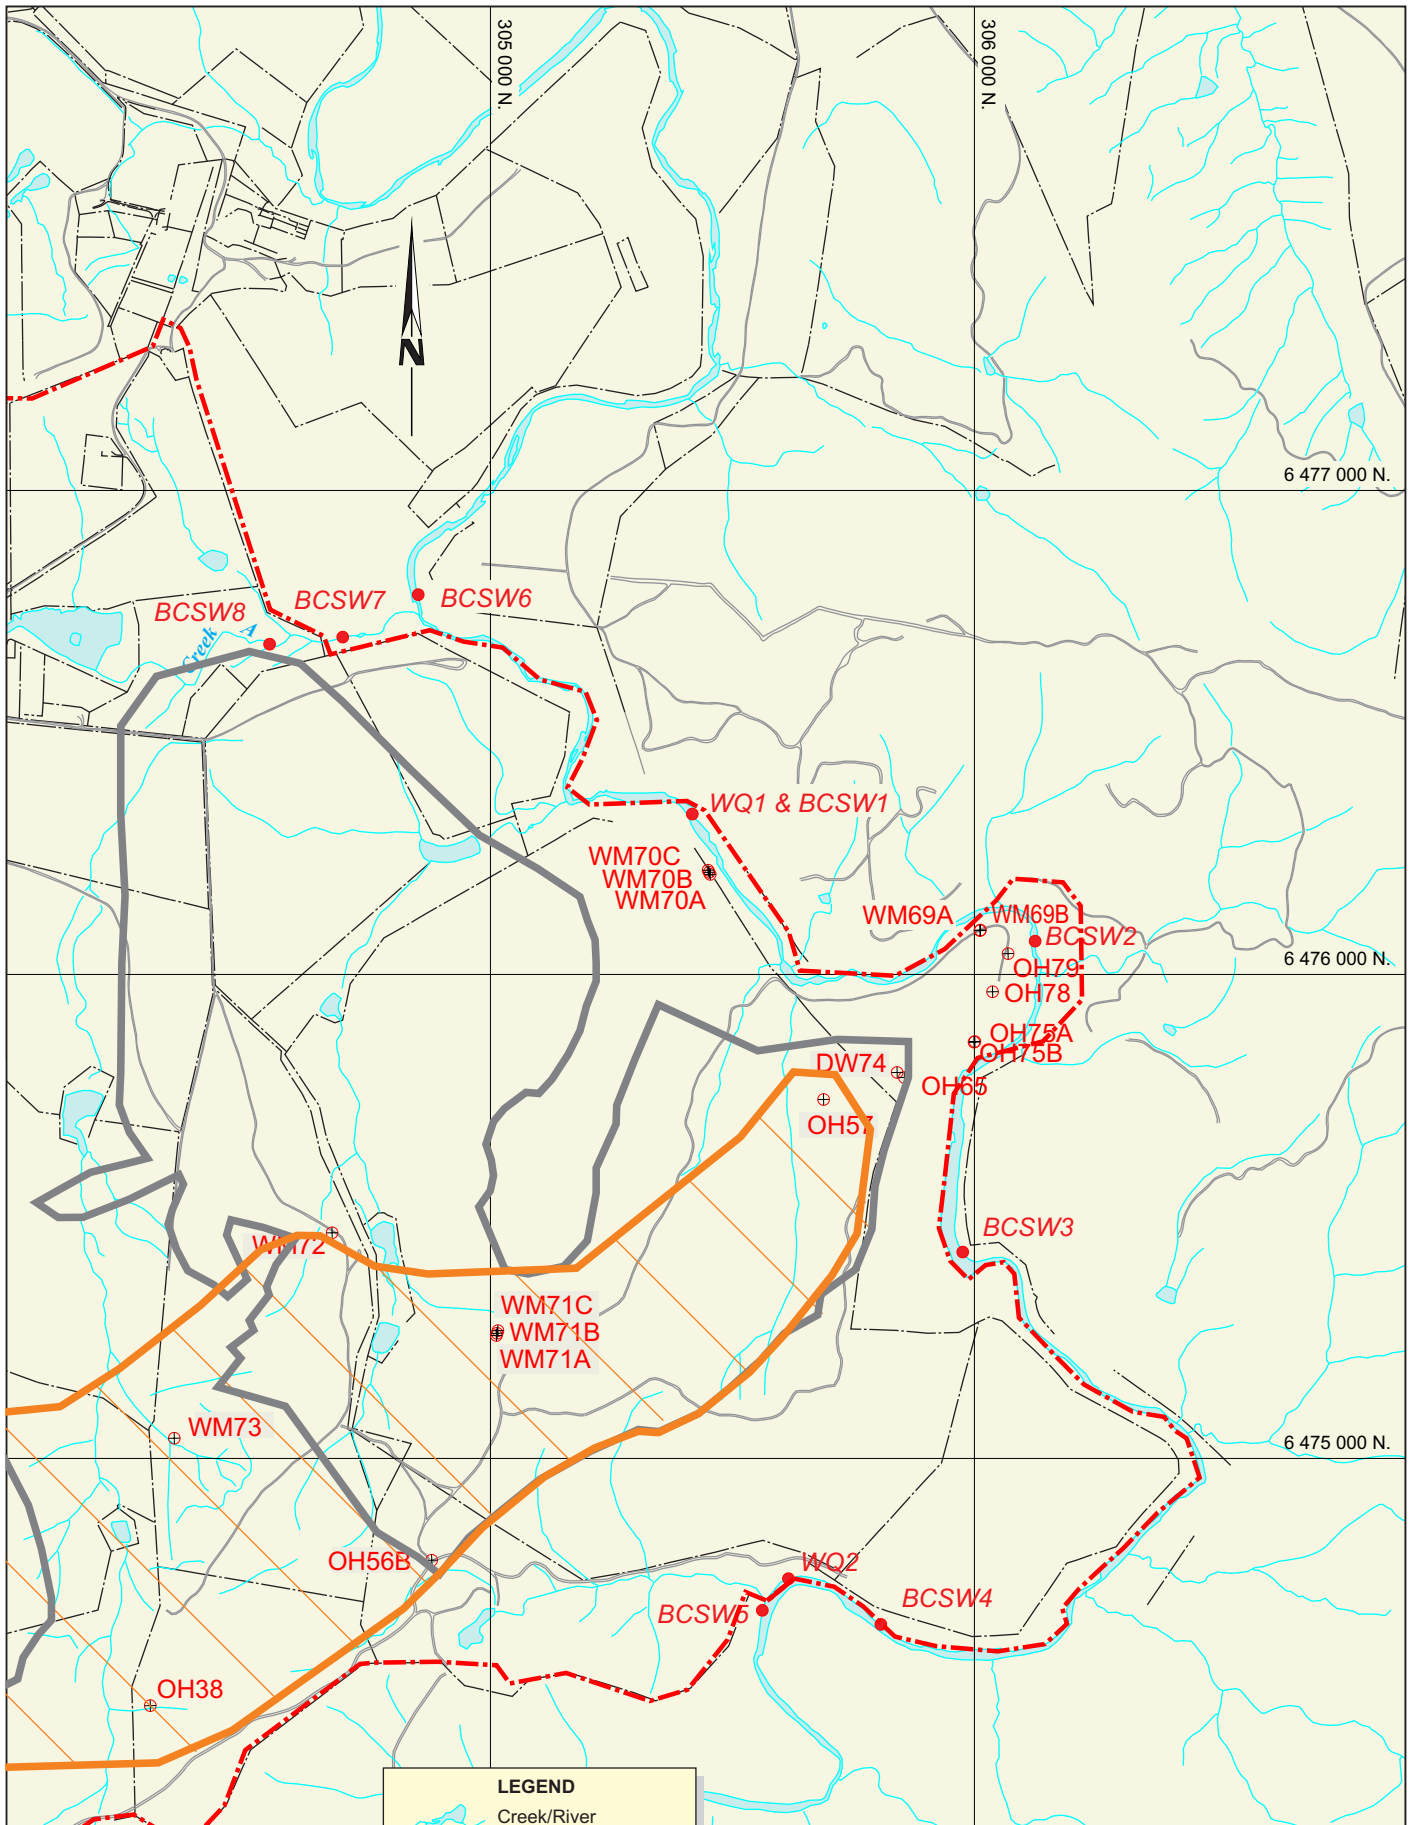 305 000 N.
306 000 N.
N
6 477 000 N.
BCSW8
BCSW7
BCSW6
Creek A
WQ1 & BCSW1
WM70C
WM70B
WM70A
WM69A
WM69B
BCSW2
6 476 000 N.
OH79
OH78
OH75A
OH75B
DW74
OH65
OH57
BCSW3
WM72
WM71C
WM71B
WM71A
WM73
6 475 000 N.
OH56B
WQ2
BCSW5
BCSW4
OH38
LEGEND
Creek/River